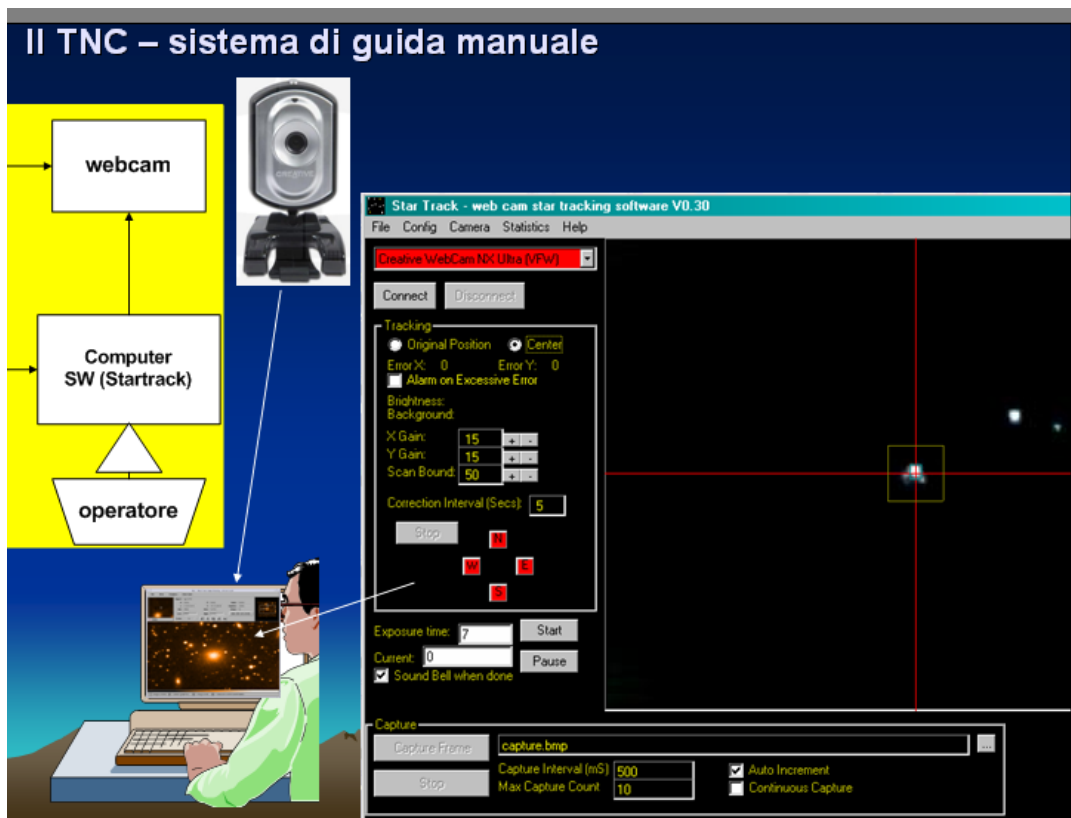 Il TNC – sistema di guida manuale
webcam
CREATIVE
Computer
SW (Startrack)
operatore
Star Track - web cam star tracking software V0.30
File Config Camera Statistics Help
Creative WebCam NX Ultra (VFW)
Connect Disconnect
Tracking
Original Position Center
Error X: 0 Error Y: 0
Alarm on Excessive Error
Brightness:
Background:
X Gain: 15 + -
Y Gain: 15 + -
Scan Bound: 50 + -
Correction Interval (Secs): 5
Stop
N
W E
S
Exposure time: 7 Start
Current: 0 Pause
Sound Bell when done
Capture
Capture Frame capture.bmp ...
Capture Interval (mS) 500 Auto Increment
Stop Max Capture Count 10 Continuous Capture